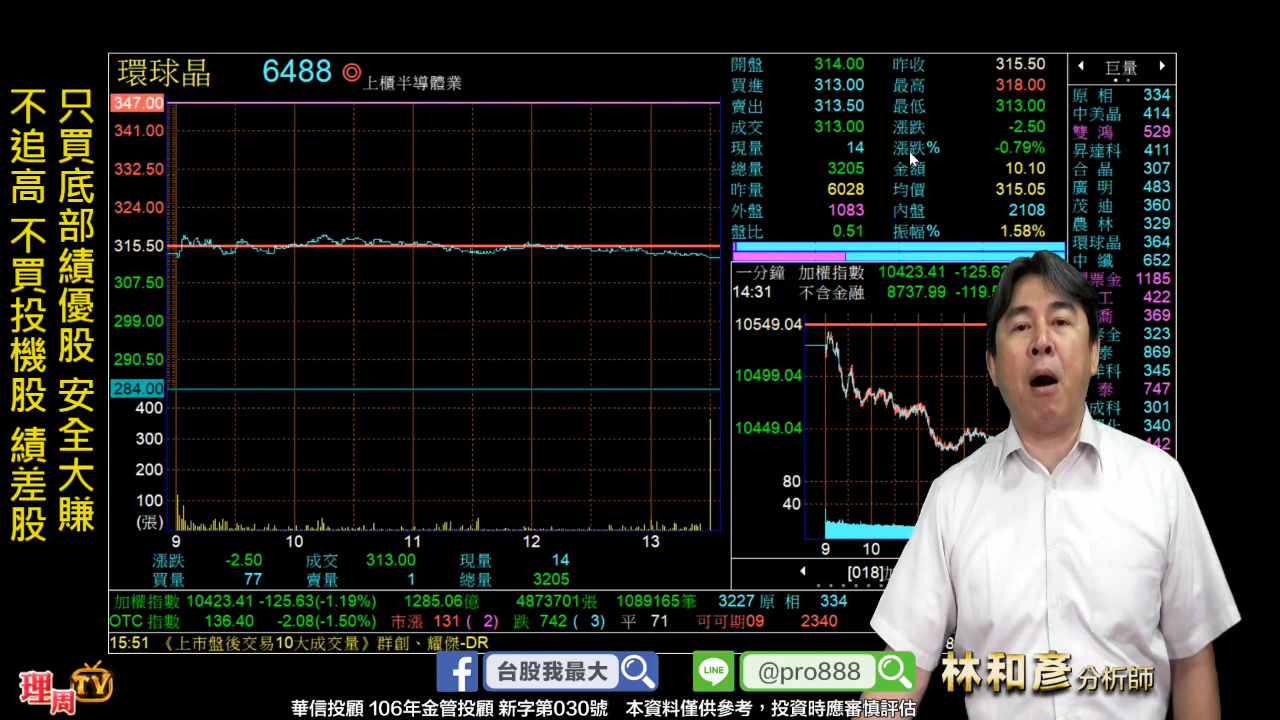 只買底部績優股 安全大賺
不追高 不買投機股 績差股
環球晶 6488 ◎ 上櫃半導體業
347.00
341.00
332.50
324.00
315.50
307.50
299.00
290.50
284.00
400
300
200
100
(張)
9 10 11 12 13
漲跌 -2.50 成交 313.00 現量 14
買量 77 賣量 1 總量 3205
開盤 314.00 昨收 315.50
買進 313.00 最高 318.00
賣出 313.50 最低 313.00
成交 313.00 漲跌 -2.50
現量 14 漲跌% -0.79%
總量 3205 金額 10.10
昨量 6028 均價 315.05
外盤 1083 內盤 2108
盤比 0.51 振幅% 1.58%
一分鐘 加權指數 10423.41 -125.63
14:31 不含金融 8737.99 -119.
10549.04
10499.04
10449.04
80
40
9 10
[018]加
巨量
原相 334
中美晶 414
雙鴻 529
昇達科 411
合晶 307
廣明 483
茂迪 360
農林 329
環球晶 364
中纖 652
票金 1185
工 422
喬 369
泰全 323
泰 869
科 345
泰 747
成科 301
340
442
加權指數 10423.41 -125.63(-1.19%) 1285.06億 4873701張 1089165筆 3227 原相 334
OTC 指數 136.40 -2.08(-1.50%) 市漲 131 ( 2) 跌 742 ( 3) 平 71 可可期09 2340
15:51 《上市盤後交易10大成交量》群創、耀傑-DR
台股我最大
LINE @pro888
林和彥 分析師
理周TV
華信投顧 106年金管投顧 新字第030號 本資料僅供參考，投資時應審慎評估